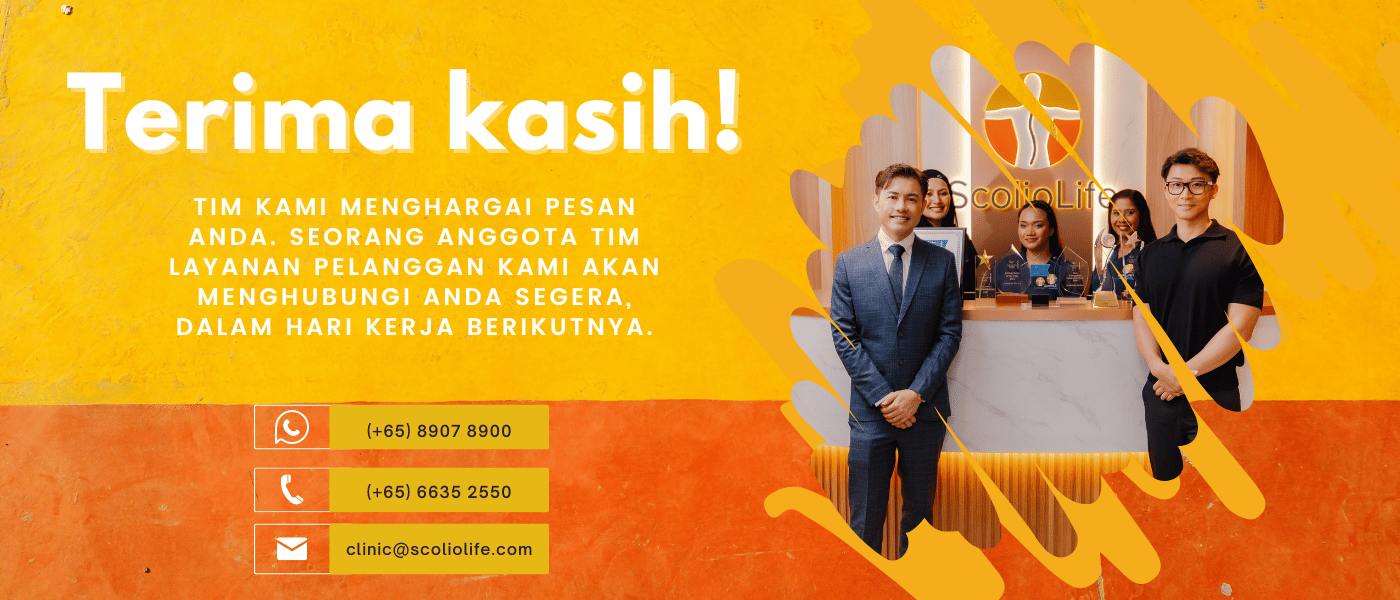 Terima kasih!
TIM KAMI MENGHARGAI PESAN
ANDA. SEORANG ANGGOTA TIM
LAYANAN PELANGGAN KAMI AKAN
MENGHUBUNGI ANDA SEGERA,
DALAM HARI KERJA BERIKUTNYA.
(+65) 8907 8900
(+65) 6635 2550
clinic@scoliolife.com
ScolioLife